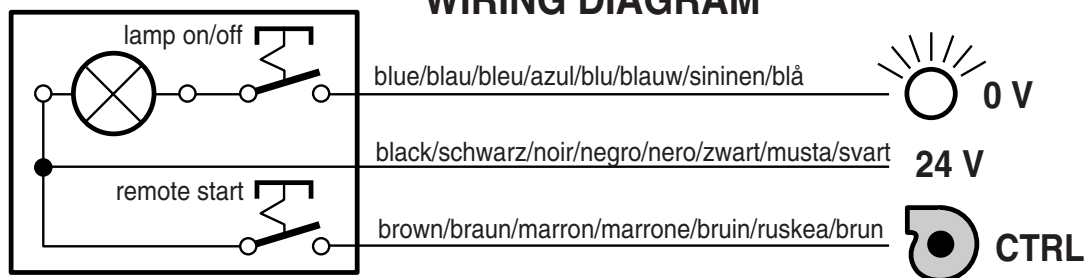 WIRING DIAGRAM
lamp on/off
blue/blau/bleu/azul/blu/blauw/sininen/blå
0 V
black/schwarz/noir/negro/nero/zwart/musta/svart
24 V
remote start
brown/braun/marron/marrone/bruin/ruskea/brun
CTRL